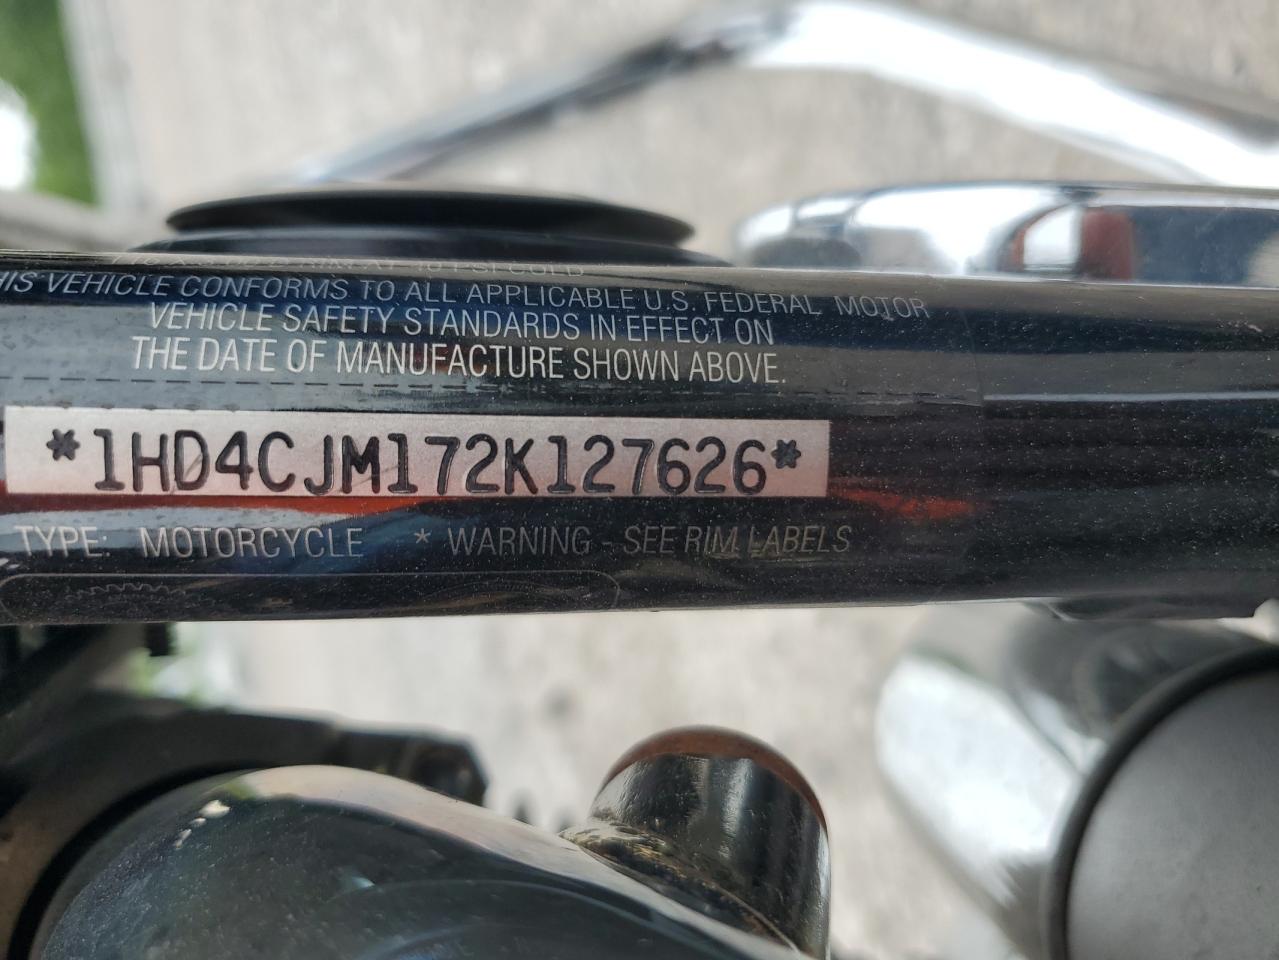 THIS VEHICLE CONFORMS TO ALL APPLICABLE U.S. FEDERAL MOTOR
VEHICLE SAFETY STANDARDS IN EFFECT ON
THE DATE OF MANUFACTURE SHOWN ABOVE.
*1HD4CJM172K127626*
TYPE: MOTORCYCLE * WARNING - SEE RIM LABELS